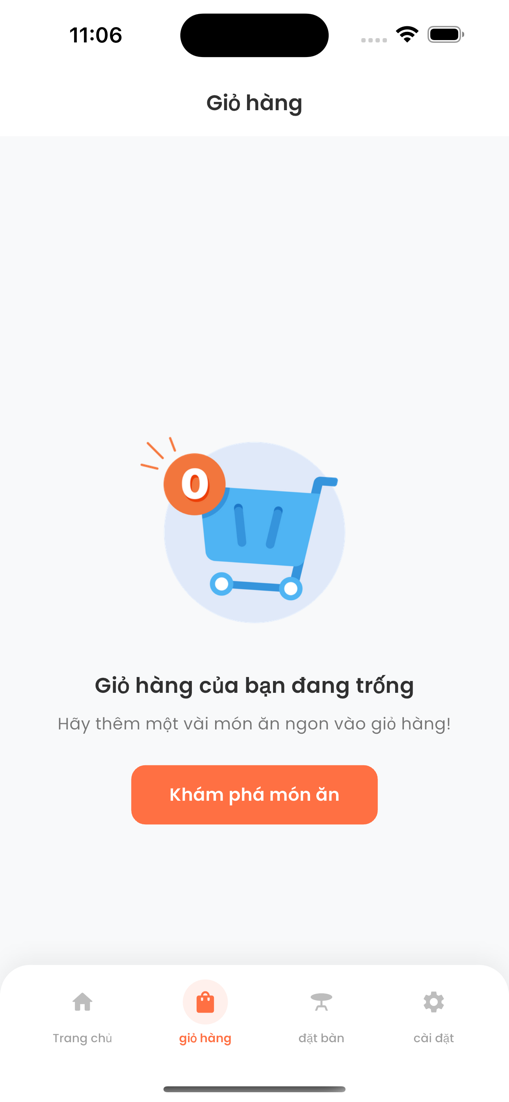 11:06
Giỏ hàng
0
Giỏ hàng của bạn đang trống
Hãy thêm một vài món ăn ngon vào giỏ hàng!
Khám phá món ăn
Trang chủ
giỏ hàng
đặt bàn
cài đặt